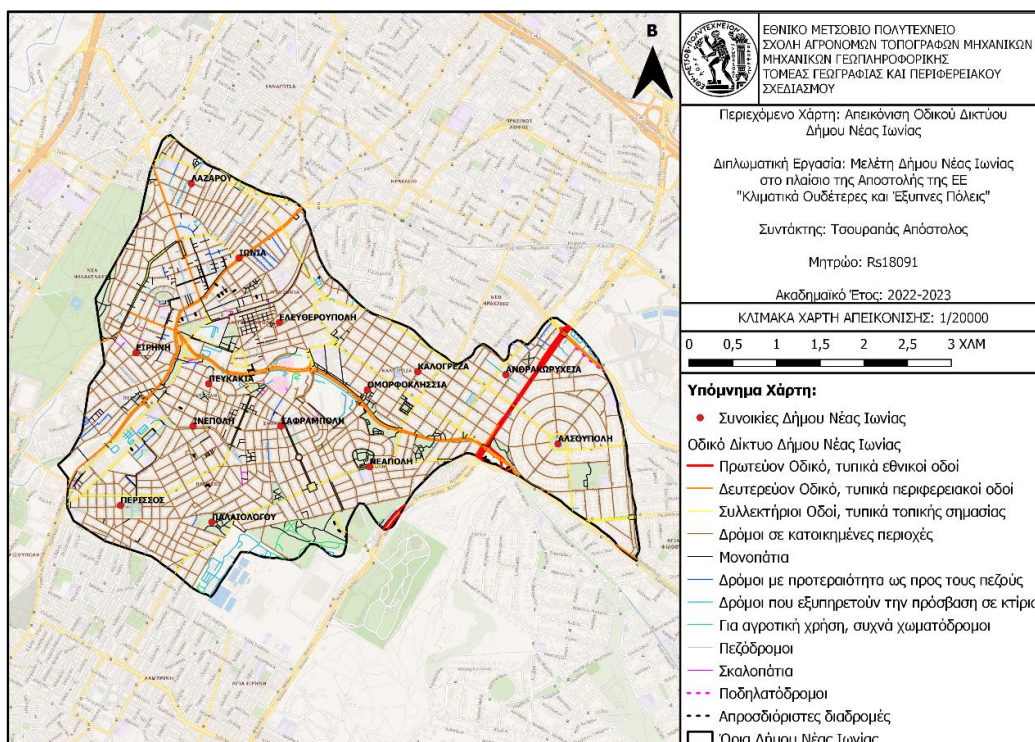 Β
ΛΑΖΑΡΟΥ
ΙΩΝΙΑ
ΕΛΕΥΘΕΡΟΥΠΟΛΗ
ΕΙΡΗΝΗ
ΚΑΛΟΓΡΕΖΑ
ΑΝΘΡΑΚΩΡΥΧΕΙΑ
ΠΕΥΚΑΚΙΑ
ΟΜΟΡΦΟΚΛΗΣΣΙΑ
ΙΝΕΠΟΛΗ
ΣΑΦΡΑΜΠΟΛΗ
ΑΛΣΟΥΠΟΛΗ
ΝΕΑΠΟΛΗ
ΠΕΡΙΣΣΟΣ
ΠΑΛΑΙΟΛΟΓΟΥ
ΕΘΝΙΚΟ ΜΕΤΣΟΒΙΟ ΠΟΛΥΤΕΧΝΕΙΟ
ΣΧΟΛΗ ΑΓΡΟΝΟΜΩΝ ΤΟΠΟΓΡΑΦΩΝ ΜΗΧΑΝΙΚΩΝ
ΜΗΧΑΝΙΚΩΝ ΓΕΩΠΛΗΡΟΦΟΡΙΚΗΣ
ΤΟΜΕΑΣ ΓΕΩΓΡΑΦΙΑΣ ΚΑΙ ΠΕΡΙΦΕΡΕΙΑΚΟΥ
ΣΧΕΔΙΑΣΜΟΥ
Περιεχόμενο Χάρτη: Απεικόνιση Οδικού Δικτύου
Δήμου Νέας Ιωνίας
Διπλωματική Εργασία: Μελέτη Δήμου Νέας Ιωνίας
στο πλαίσιο της Αποστολής της ΕΕ
"Κλιματικά Ουδέτερες και Έξυπνες Πόλεις"
Συντάκτης: Τσουραπάς Απόστολος
Μητρώο: Rs18091
Ακαδημαϊκό Έτος: 2022-2023
ΚΛΙΜΑΚΑ ΧΑΡΤΗ ΑΠΕΙΚΟΝΙΣΗΣ: 1/20000
0 0,5 1 1,5 2 2,5 3 ΧΛΜ
Υπόμνημα Χάρτη:
Συνοικίες Δήμου Νέας Ιωνίας
Οδικό Δίκτυο Δήμου Νέας Ιωνίας
Πρωτεύον Οδικό, τυπικά εθνικοί οδοί
Δευτερεύον Οδικό, τυπικά περιφερειακοί οδοί
Συλλεκτήριοι Οδοί, τυπικά τοπικής σημασίας
Δρόμοι σε κατοικημένες περιοχές
Μονοπάτια
Δρόμοι με προτεραιότητα ως προς τους πεζούς
Δρόμοι που εξυπηρετούν την πρόσβαση σε κτίρια
Για αγροτική χρήση, συχνά χωματόδρομοι
Πεζόδρομοι
Σκαλοπάτια
Ποδηλατόδρομοι
Απροσδιόριστες διαδρομές
Όρια Δήμου Νέας Ιωνίας